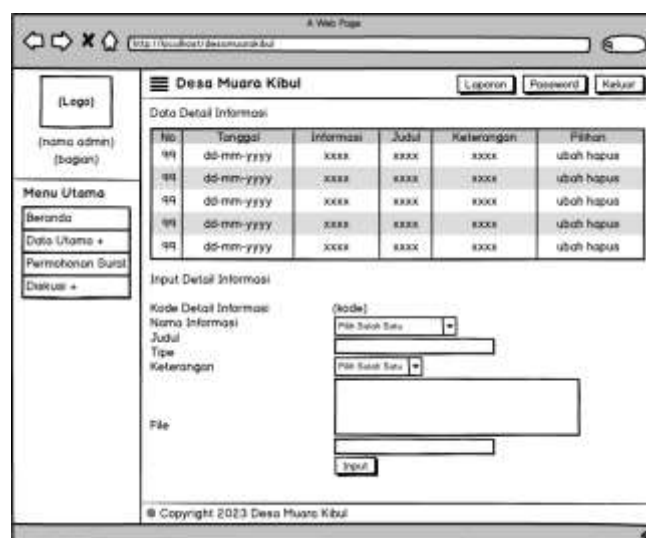 A Web Page
http://localhost/desamuarakibul
(Logo)
(nama admin)
(bagian)
Menu Utama
Beranda
Data Utama +
Permohonan Surat
Diskusi +
Desa Muara Kibul
Laporan Password Keluar
Data Detail Informasi
No Tanggal Informasi Judul Keterangan Pilihan
99 dd-mm-yyyy xxxx xxxx xxxx ubah hapus
99 dd-mm-yyyy xxxx xxxx xxxx ubah hapus
99 dd-mm-yyyy xxxx xxxx xxxx ubah hapus
99 dd-mm-yyyy xxxx xxxx xxxx ubah hapus
99 dd-mm-yyyy xxxx xxxx xxxx ubah hapus
Input Detail Informasi
Kode Detail Informasi (kode)
Nama Informasi Pilih Salah Satu
Judul
Tipe
Keterangan Pilih Salah Satu
File
Input
© Copyright 2023 Desa Muara Kibul